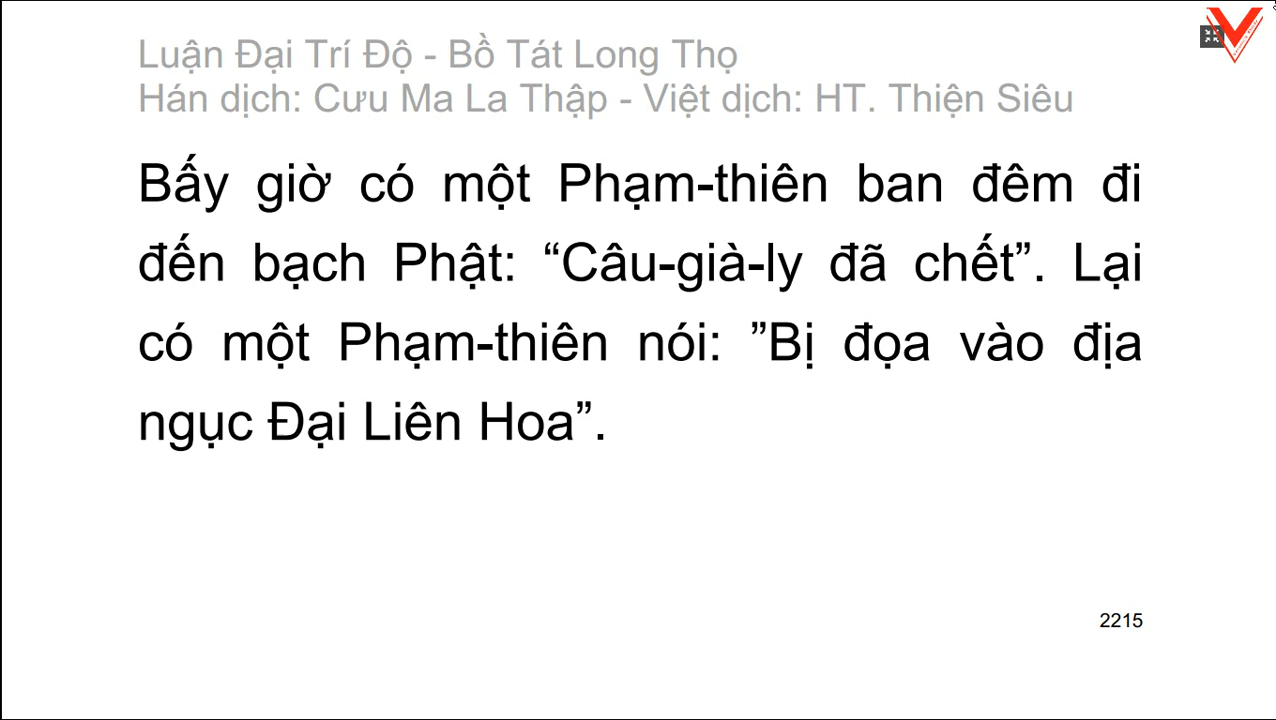 Luận Đại Trí Độ - Bồ Tát Long Thọ
Hán dịch: Cưu Ma La Thập - Việt dịch: HT. Thiện Siêu
Bấy giờ có một Phạm-thiên ban đêm đi
đến bạch Phật: “Câu-già-ly đã chết”. Lại
có một Phạm-thiên nói: ”Bị đọa vào địa
ngục Đại Liên Hoa”.
2215